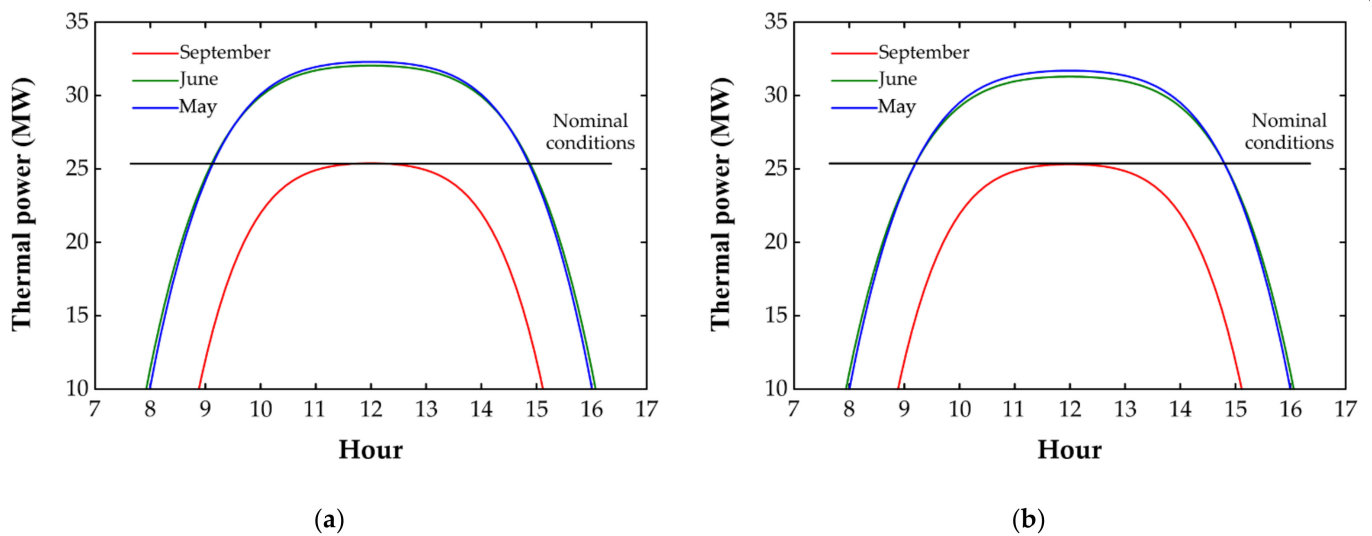 35
30
25
20
15
10
Thermal power (MW)
September
June
May
Nominal
conditions
7 8 9 10 11 12 13 14 15 16 17
Hour
(a)
35
30
25
20
15
10
Thermal power (MW)
September
June
May
Nominal
conditions
7 8 9 10 11 12 13 14 15 16 17
Hour
(b)